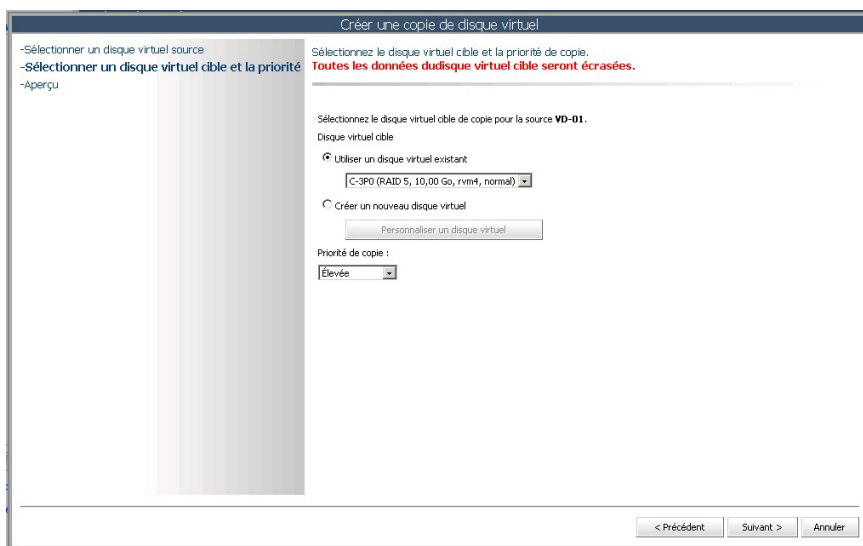 Créer une copie de disque virtuel
-Sélectionner un disque virtuel source
-Sélectionner un disque virtuel cible et la priorité
-Aperçu
Sélectionnez le disque virtuel cible et la priorité de copie.
Toutes les données dudisque virtuel cible seront écrasées.
Sélectionnez le disque virtuel cible de copie pour la source VD-01.
Disque virtuel cible
Utiliser un disque virtuel existant
C-3P0 (RAID 5, 10,00 Go, rvm4, normal)
Créer un nouveau disque virtuel
Personnaliser un disque virtuel
Priorité de copie :
Élevée
< Précédent
Suivant >
Annuler